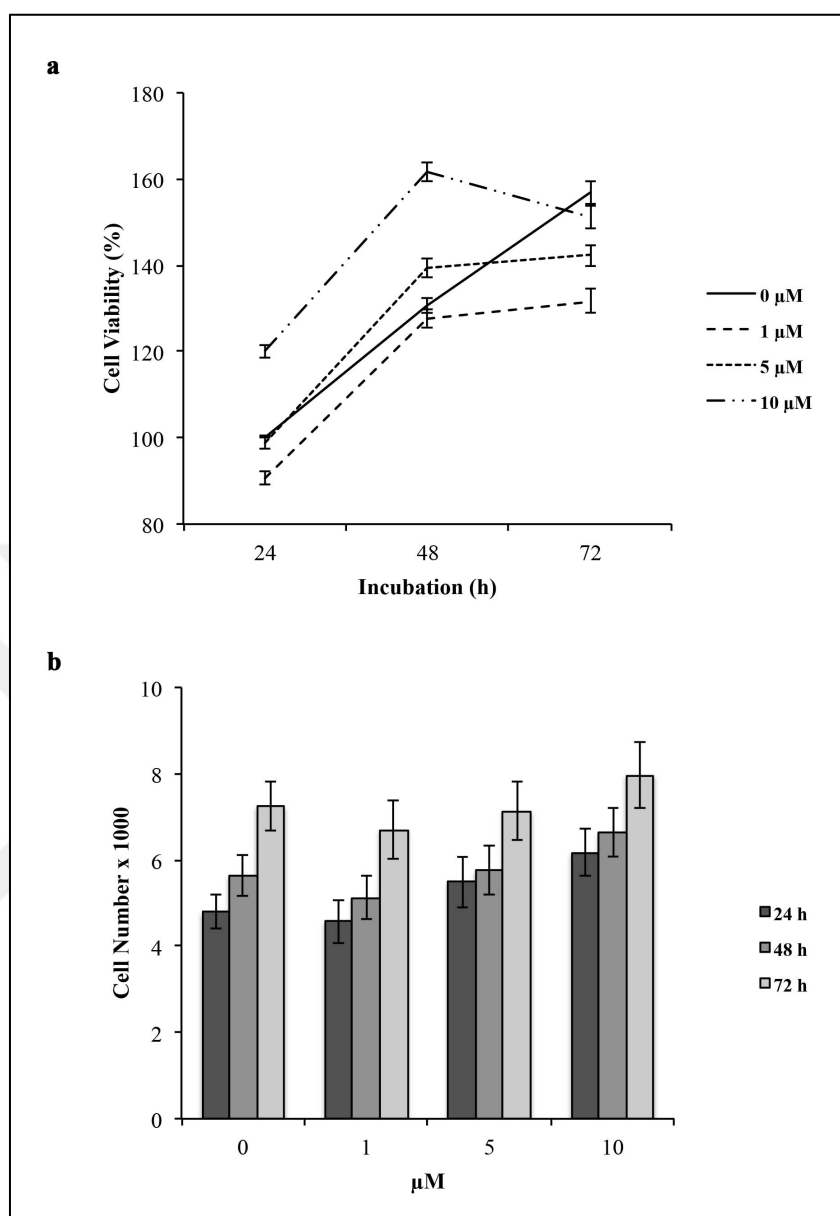 a
180
160
140
120
100
80
Cell Viability (%)
24 48 72
Incubation (h)
0 µM
1 µM
5 µM
10 µM
b
10
8
6
4
2
0
Cell Number x 1000
0 1 5 10
µM
24 h
48 h
72 h